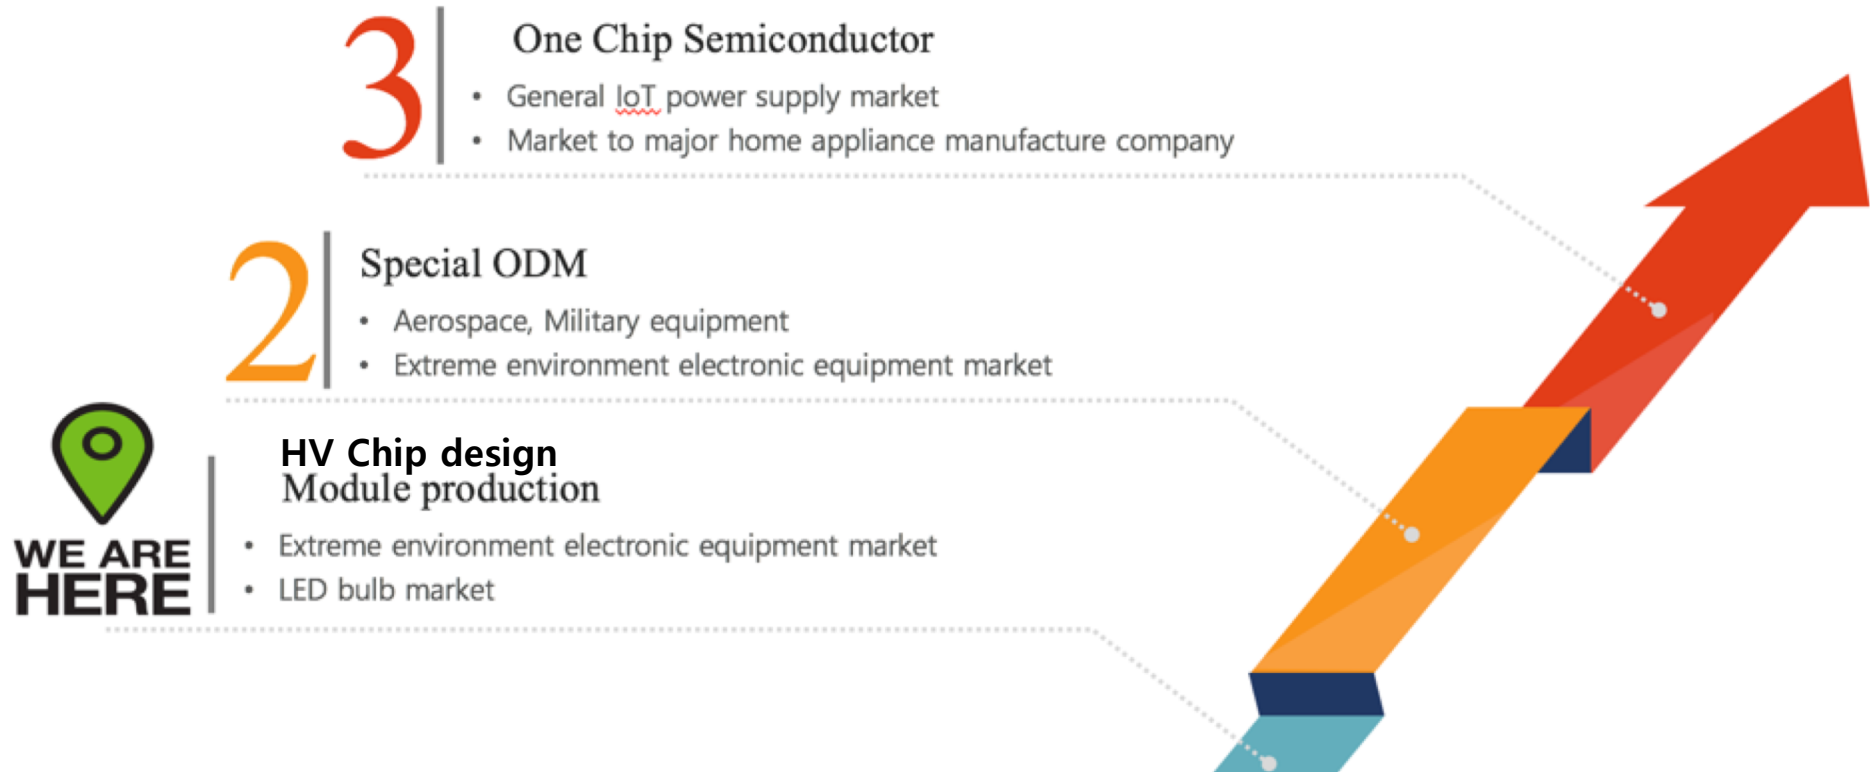 3
One Chip Semiconductor
• General IoT power supply market
• Market to major home appliance manufacture company
2
Special ODM
• Aerospace, Military equipment
• Extreme environment electronic equipment market
HV Chip design
Module production
• Extreme environment electronic equipment market
• LED bulb market
WE ARE
HERE